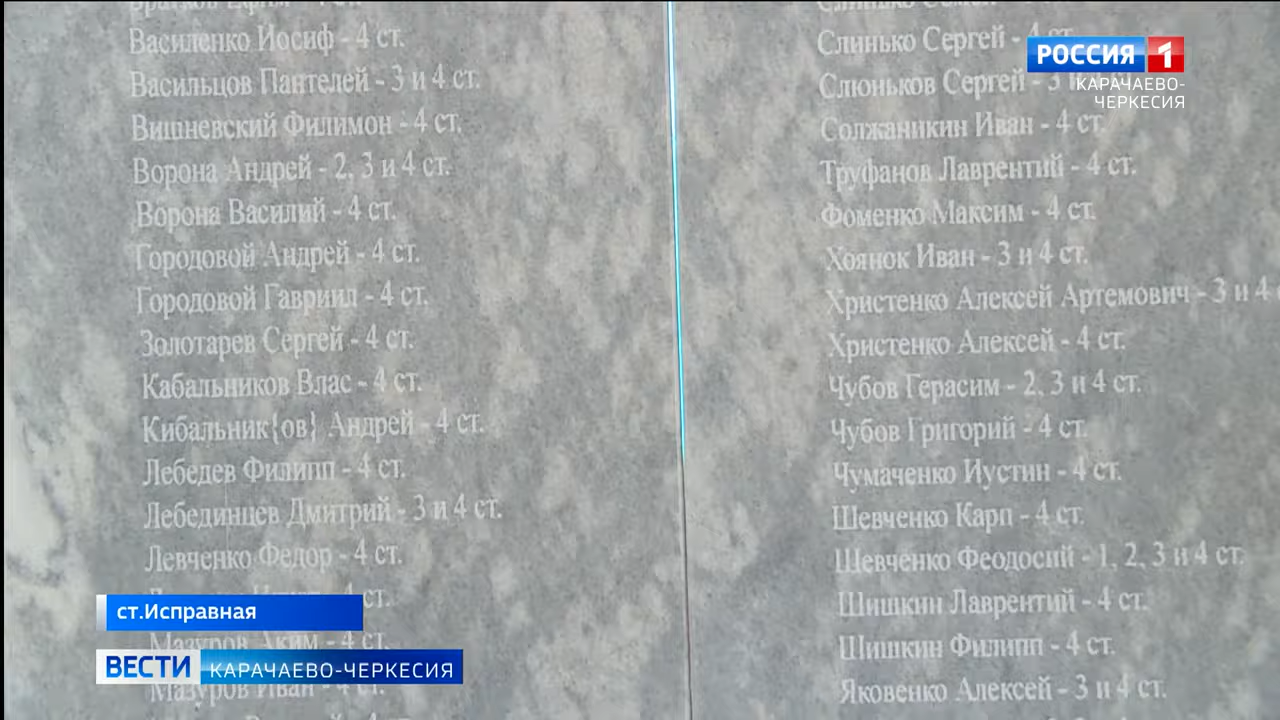 Василенко Иосиф - 4 ст.
Васильцов Пантелей - 3 и 4 ст.
Вишневский Филимон - 4 ст.
Ворона Андрей - 2, 3 и 4 ст.
Ворона Василий - 4 ст.
Городовой Андрей - 4 ст.
Городовой Гавриил - 4 ст.
Золотарев Сергей - 4 ст.
Кабальников Влас - 4 ст.
Кибальник{ов} Андрей - 4 ст.
Лебедев Филипп - 4 ст.
Лебединцев Дмитрий - 3 и 4 ст.
Левченко Федор - 4 ст.
ст.
Мазуров Аким - 4 ст.
Мазуров Иван - 4 ст.
- 4 ст.
Слинько Сергей - 4 ст.
Слюньков Сергей - 3 и 4 ст.
Солжаникин Иван - 4 ст.
Труфанов Лаврентий - 4 ст.
Фоменко Максим - 4 ст.
Хоянок Иван - 3 и 4 ст.
Христенко Алексей Артемович - 3 и 4
Христенко Алексей - 4 ст.
Чубов Герасим - 2, 3 и 4 ст.
Чубов Григорий - 4 ст.
Чумаченко Иустин - 4 ст.
Шевченко Карп - 4 ст.
Шевченко Феодосий - 1, 2, 3 и 4 ст.
Шишкин Лаврентий - 4 ст.
Шишкин Филипп - 4 ст.
Яковенко Алексей - 3 и 4 ст.
РОССИЯ 1
КАРАЧАЕВО-
ЧЕРКЕСИЯ
ст.Исправная
ВЕСТИ КАРАЧАЕВО-ЧЕРКЕСИЯ